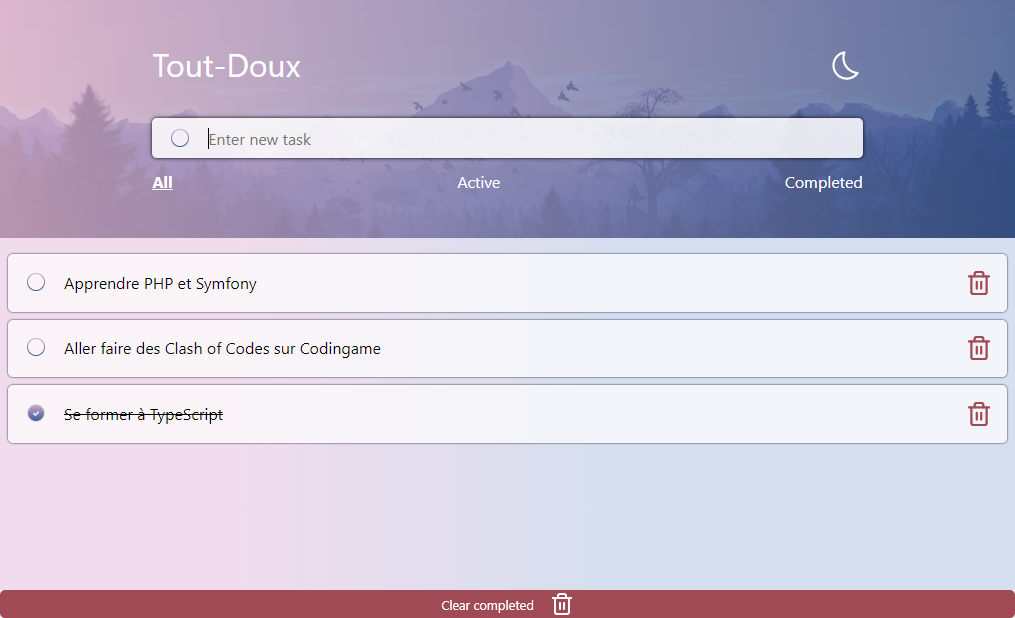 Tout-Doux
Enter new task
All Active Completed
Apprendre PHP et Symfony
Aller faire des Clash of Codes sur Codingame
Se former à TypeScript
Clear completed